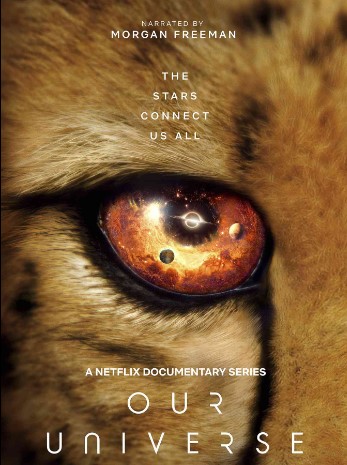 NARRATED BY
MORGAN FREEMAN
THE
STARS
CONNECT
US ALL
A NETFLIX DOCUMENTARY SERIES
OUR
UNIVERSE